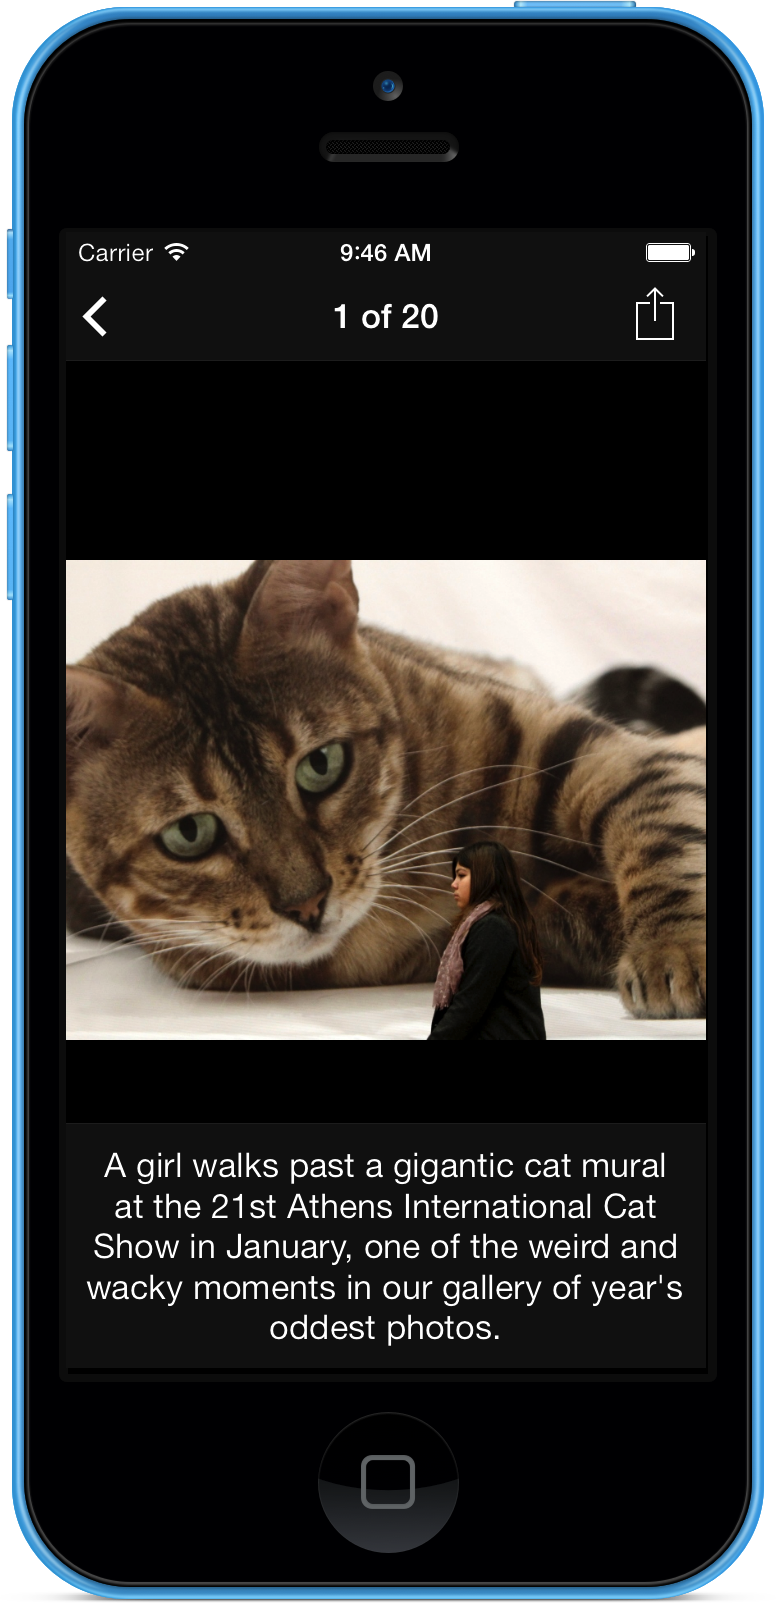 Carrier 9:46 AM
1 of 20
A girl walks past a gigantic cat mural
at the 21st Athens International Cat
Show in January, one of the weird and
wacky moments in our gallery of year's
oddest photos.